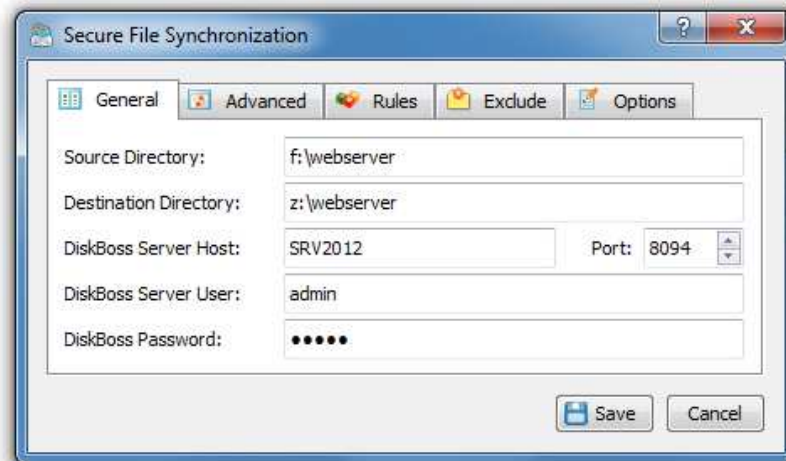 Secure File Synchronization
General Advanced Rules Exclude Options
Source Directory: f:\webserver
Destination Directory: z:\webserver
DiskBoss Server Host: SRV2012 Port: 8094
DiskBoss Server User: admin
DiskBoss Password: •••••
Save Cancel